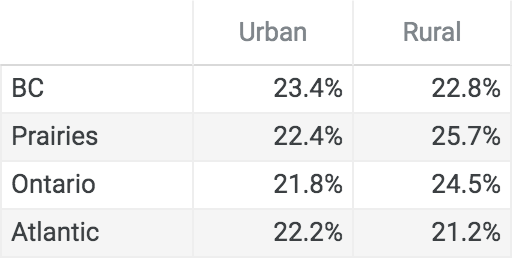 Urban Rural
BC 23.4% 22.8%
Prairies 22.4% 25.7%
Ontario 21.8% 24.5%
Atlantic 22.2% 21.2%